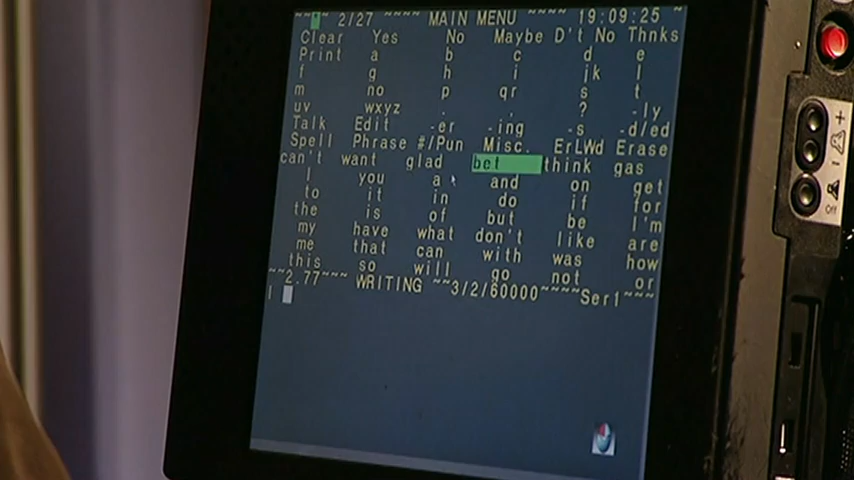 ~~* 2/27 ~~~~ MAIN MENU ~~~~ 19:09:25 ~
Clear Yes No Maybe D't No Thnks
Print a b c d e
f g h i jk l
m no p qr s t
uv wxyz . , ? -ly
Talk Edit -er -ing -s -d/ed
Spell Phrase #/Pun Misc. ErLWd Erase
can't want glad bet think gas
I you a and on get
to it in do if for
the is of but be I'm
my have what don't like are
me that can with was how
this so will go not or
~~2.77~~~ WRITING ~~3/2/60000~~~~Ser1~~~
I
+
Off